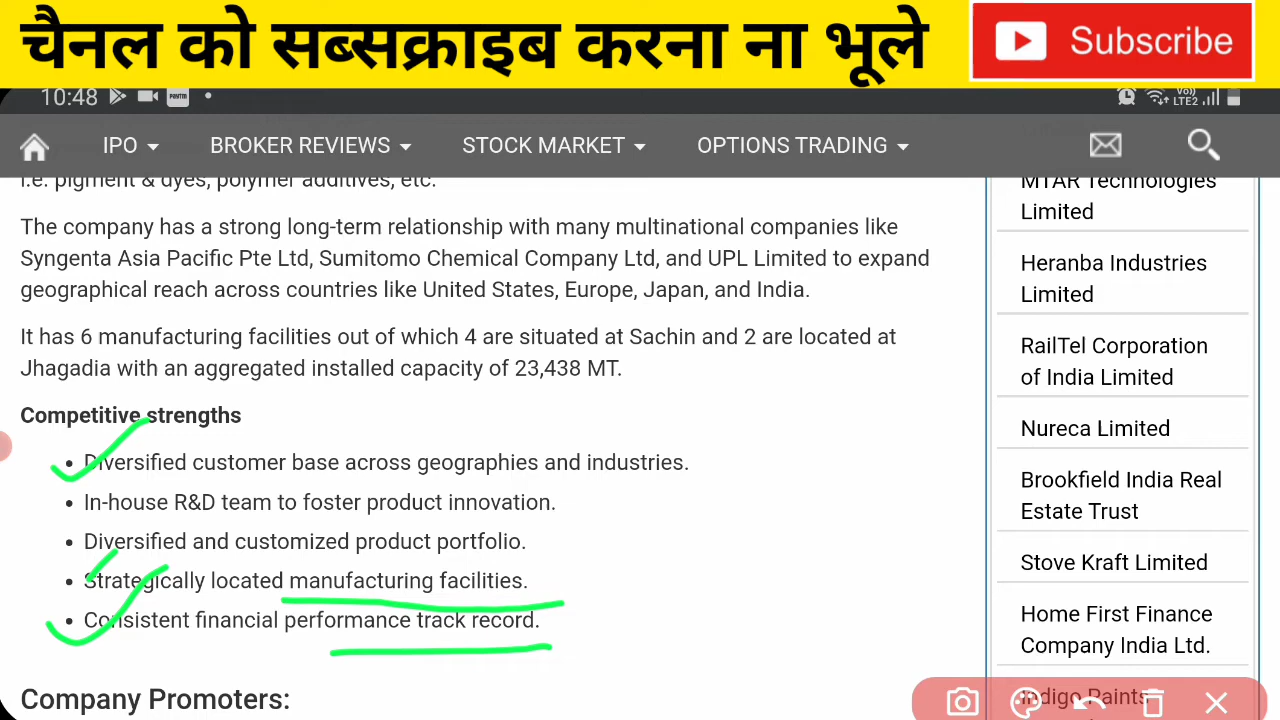 चैनल को सब्सक्राइब करना ना भूले
Subscribe
10:48
Vo))
LTE2
IPO
BROKER REVIEWS
STOCK MARKET
OPTIONS TRADING
i.e. pigment & dyes, polymer additives, etc.
The company has a strong long-term relationship with many multinational companies like
Syngenta Asia Pacific Pte Ltd, Sumitomo Chemical Company Ltd, and UPL Limited to expand
geographical reach across countries like United States, Europe, Japan, and India.
It has 6 manufacturing facilities out of which 4 are situated at Sachin and 2 are located at
Jhagadia with an aggregated installed capacity of 23,438 MT.
Competitive strengths
• Diversified customer base across geographies and industries.
• In-house R&D team to foster product innovation.
• Diversified and customized product portfolio.
• Strategically located manufacturing facilities.
• Consistent financial performance track record.
Company Promoters:
MTAR Technologies
Limited
Heranba Industries
Limited
RailTel Corporation
of India Limited
Nureca Limited
Brookfield India Real
Estate Trust
Stove Kraft Limited
Home First Finance
Company India Ltd.
Indigo Paints